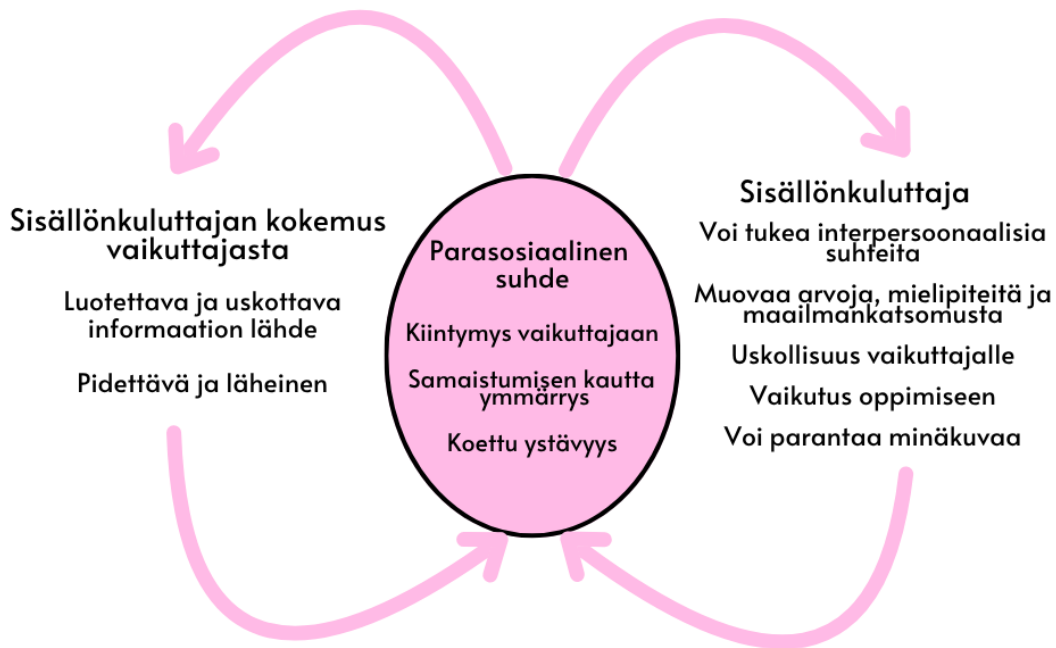 Sisällönkuluttajan kokemus
vaikuttajasta
Luotettava ja uskottava
informaation lähde
Pidettävä ja läheinen
Parasosiaalinen
suhde
Kiintymys vaikuttajaan
Samaistumisen kautta
ymmärrys
Koettu ystävyys
Sisällönkuluttaja
Voi tukea interpersoonaalisia
suhteita
Muovaa arvoja, mielipiteitä ja
maailmankatsomusta
Uskollisuus vaikuttajalle
Vaikutus oppimiseen
Voi parantaa minäkuvaa